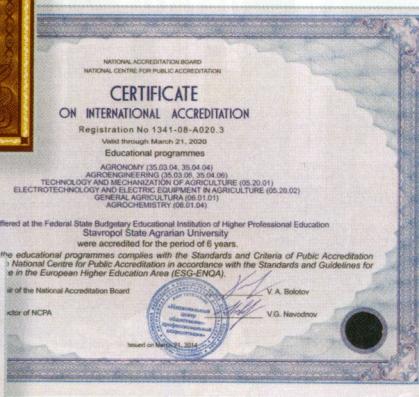 NATIONAL ACCREDITATION BOARD
NATIONAL CENTRE FOR PUBLIC ACCREDITATION
CERTIFICATE
ON INTERNATIONAL ACCREDITATION
Registration No 1341-08-A020.3
Valid through March 21, 2020
Educational programmes
AGRONOMY (35.03.04, 35.04.04)
AGROENGINEERING (35.03.06, 35.04.06)
TECHNOLOGY AND MECHANIZATION OF AGRICULTURE (05.20.01)
ELECTROTECHNOLOGY AND ELECTRIC EQUIPMENT IN AGRICULTURE (05.20.02)
GENERAL AGRICULTURA (06.01.01)
AGROCHEMISTRY (06.01.04)
ffered at the Federal State Budgetary Educational Institution of Higher Professional Education
Stavropol State Agrarian University
were accredited for the period of 6 years.
the educational programmes complies with the Standards and Criteria of Pubic Accreditation
National Centre for Public Accreditation in accordance with the Standards and Guidelines for
e in the European Higher Education Area (ESG-ENQA).
ir of the National Accreditation Board
V. A. Bolotov
ctor of NCPA
V.G. Navodnov
Issued on March 21, 2014